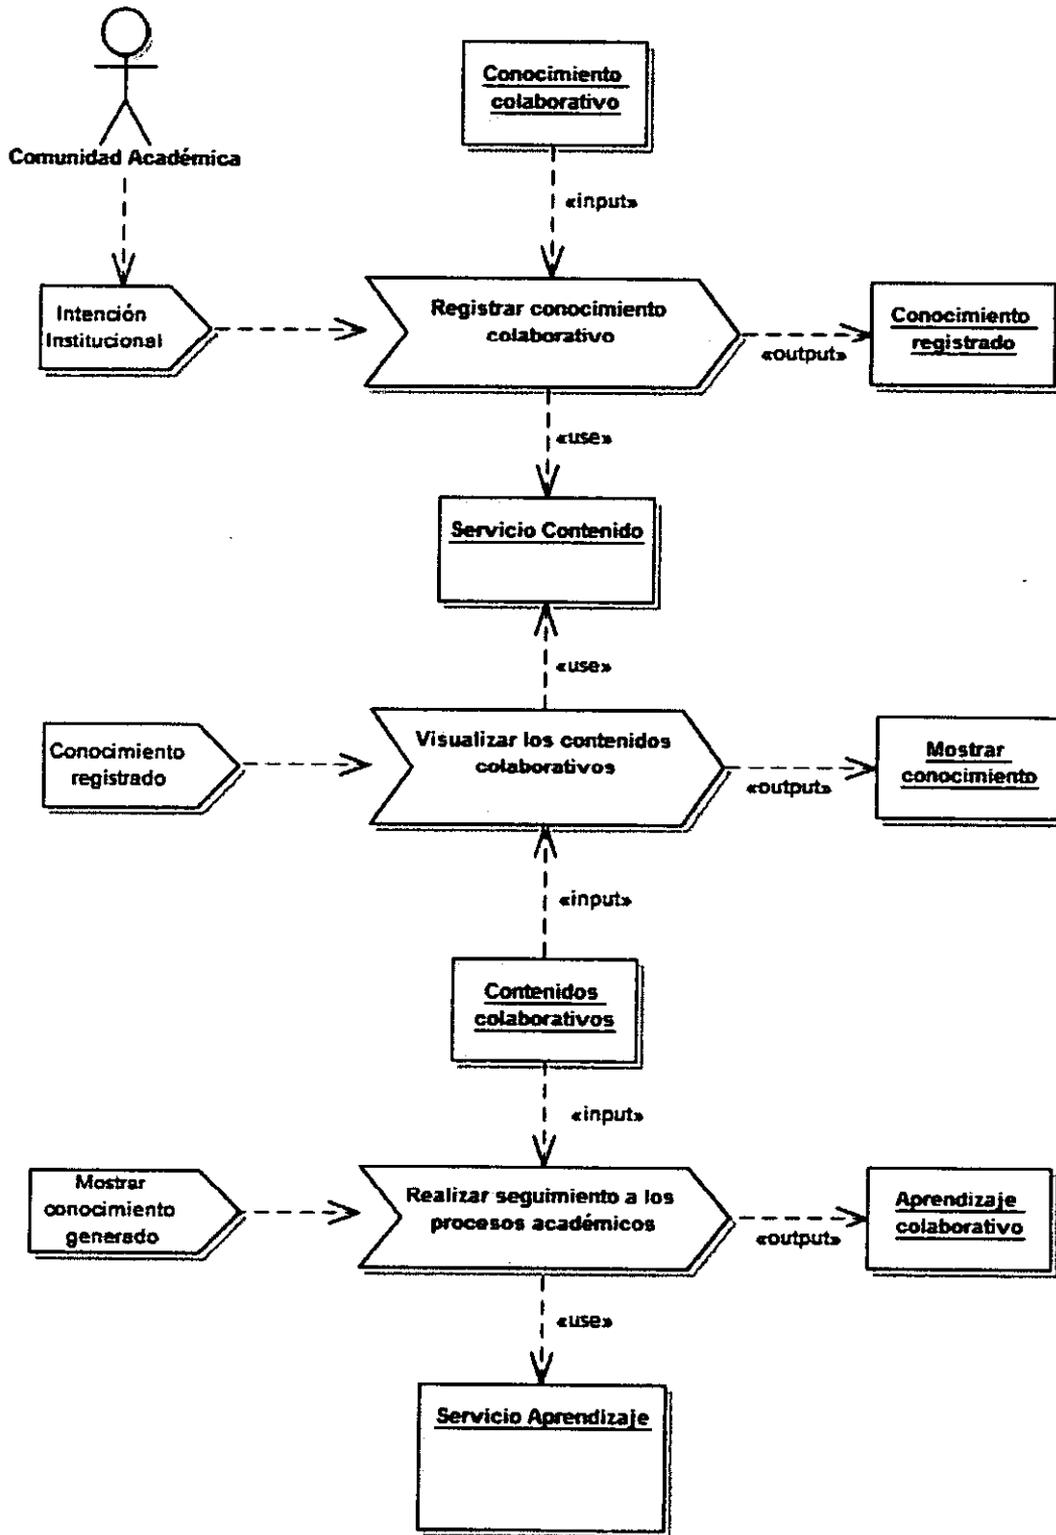 Conocimiento
colaborativo
Comunidad Académica
«input»
Intención
Institucional
Registrar conocimiento
colaborativo
Conocimiento
registrado
«output»
«use»
Servicio Contenido
«use»
Conocimiento
registrado
Visualizar los contenidos
colaborativos
Mostrar
conocimiento
«output»
«input»
Contenidos
colaborativos
«input»
Mostrar
conocimiento
generado
Realizar seguimiento a los
procesos académicos
Aprendizaje
colaborativo
«output»
«use»
Servicio Aprendizaje